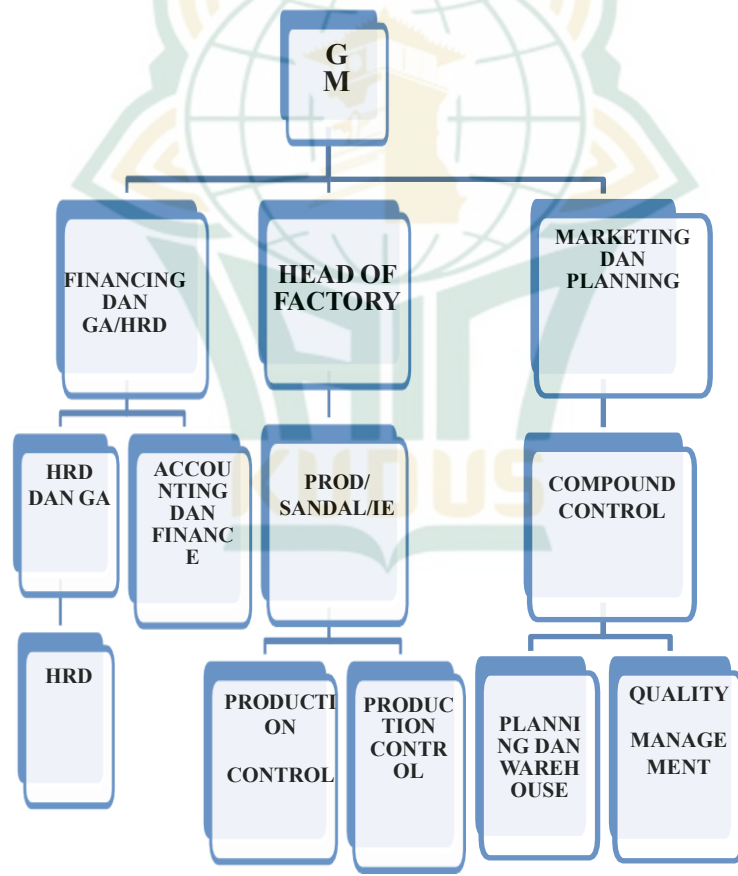 G
M
FINANCING
DAN
GA/HRD
HEAD OF
FACTORY
MARKETING
DAN
PLANNING
HRD
DAN GA
ACCOU
NTING
DAN
FINANC
E
PROD/
SANDAL/IE
COMPOUND
CONTROL
HRD
PRODUCTI
ON
CONTROL
PRODUC
TION
CONTR
OL
PLANNI
NG DAN
WAREH
OUSE
QUALITY
MANAGE
MENT
KUDUS